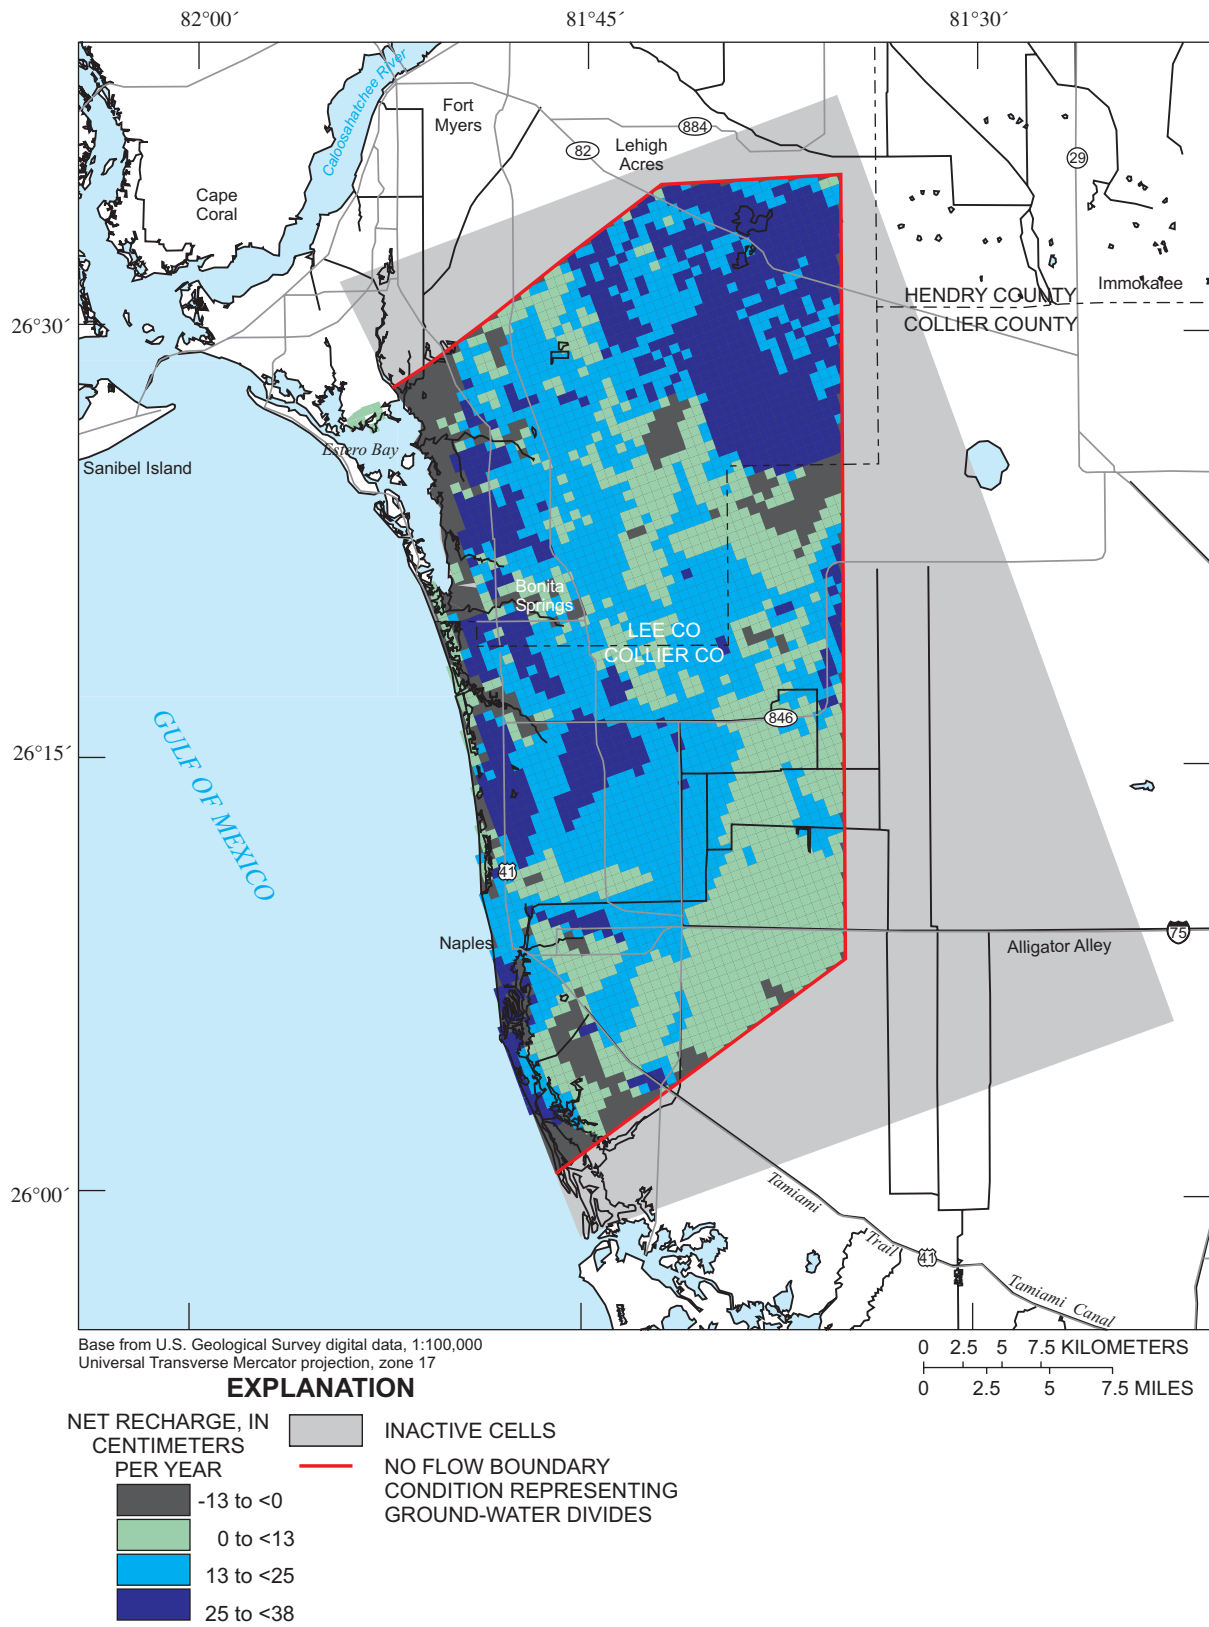 82°00´
81°45´
81°30´
Caloosahatchee River
Fort
Myers
884
82
Lehigh
Acres
29
Cape
Coral
HENDRY COUNTY
Immokalee
26°30´
COLLIER COUNTY
Estero Bay
Sanibel Island
Bonita
Springs
LEE CO
COLLIER CO
846
GULF OF MEXICO
26°15´
41
Naples
75
Alligator Alley
26°00´
Tamiami
Trail
41
Tamiami Canal
Base from U.S. Geological Survey digital data, 1:100,000
Universal Transverse Mercator projection, zone 17
0 2.5 5 7.5 KILOMETERS
0 2.5 5 7.5 MILES
EXPLANATION
NET RECHARGE, IN
CENTIMETERS
PER YEAR
-13 to <0
0 to <13
13 to <25
25 to <38
INACTIVE CELLS
NO FLOW BOUNDARY
CONDITION REPRESENTING
GROUND-WATER DIVIDES